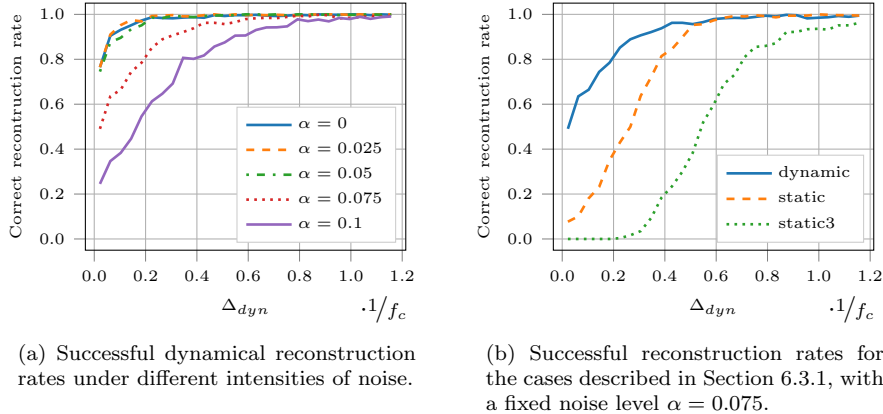 1.0
0.8
0.6
0.4
0.2
0.0
Correct reconstruction rate
0.0 0.2 0.4 0.6 0.8 1.0 1.2
Δ_dyn ·1/f_c
α = 0
α = 0.025
α = 0.05
α = 0.075
α = 0.1
(a) Successful dynamical reconstruction
rates under different intensities of noise.
1.0
0.8
0.6
0.4
0.2
0.0
Correct reconstruction rate
0.0 0.2 0.4 0.6 0.8 1.0 1.2
Δ_dyn ·1/f_c
dynamic
static
static3
(b) Successful reconstruction rates for
the cases described in Section 6.3.1, with
a fixed noise level α = 0.075.